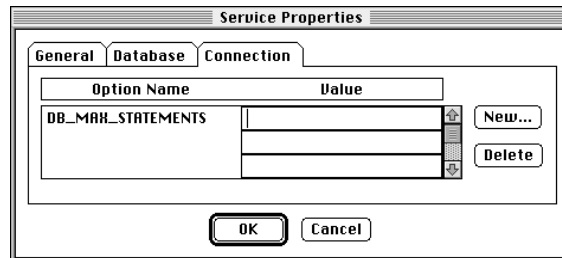 Service Properties
General Database Connection
Option Name Value
DB_MAX_STATEMENTS
New...
Delete
OK Cancel